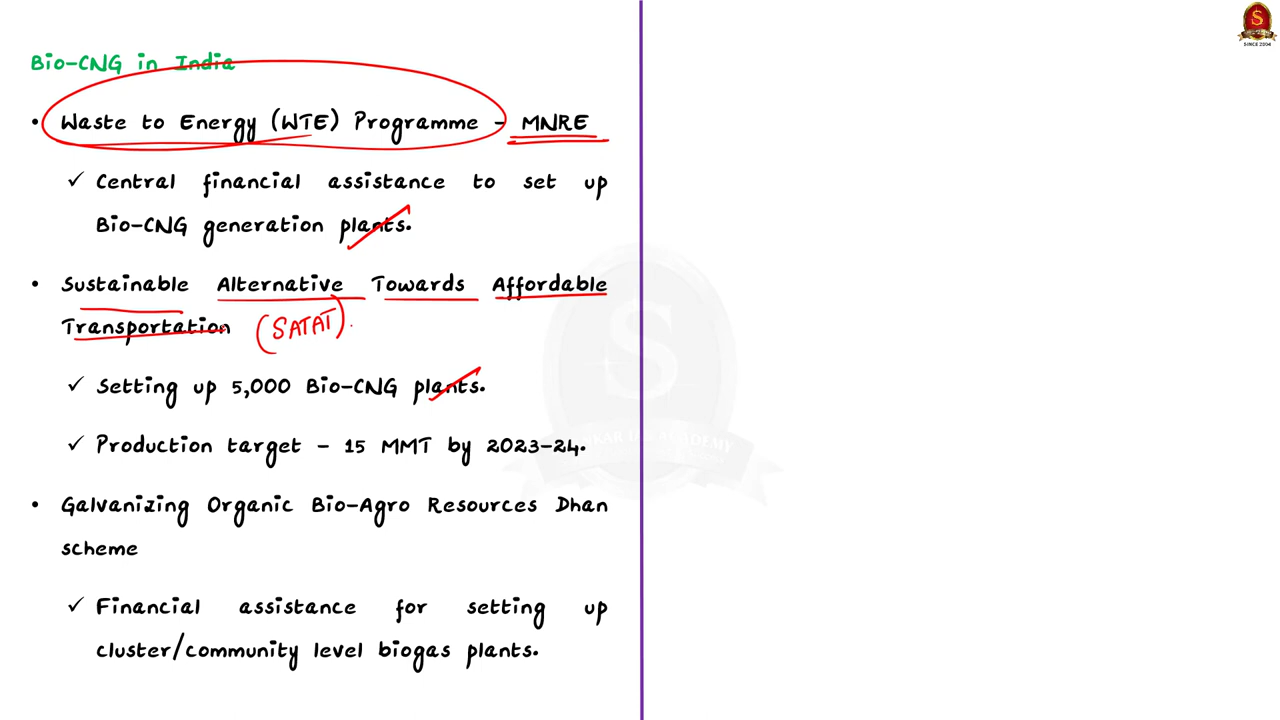 Bio-CNG in India
• Waste to Energy (WTE) Programme - MNRE
✓ Central financial assistance to set up
Bio-CNG generation plants.
• Sustainable Alternative Towards Affordable
Transportation (SATAT).
✓ Setting up 5,000 Bio-CNG plants.
✓ Production target - 15 MMT by 2023-24.
• Galvanizing Organic Bio-Agro Resources Dhan
scheme
✓ Financial assistance for setting up
cluster/community level biogas plants.
S
SINCE 2004
S
ACADEMY